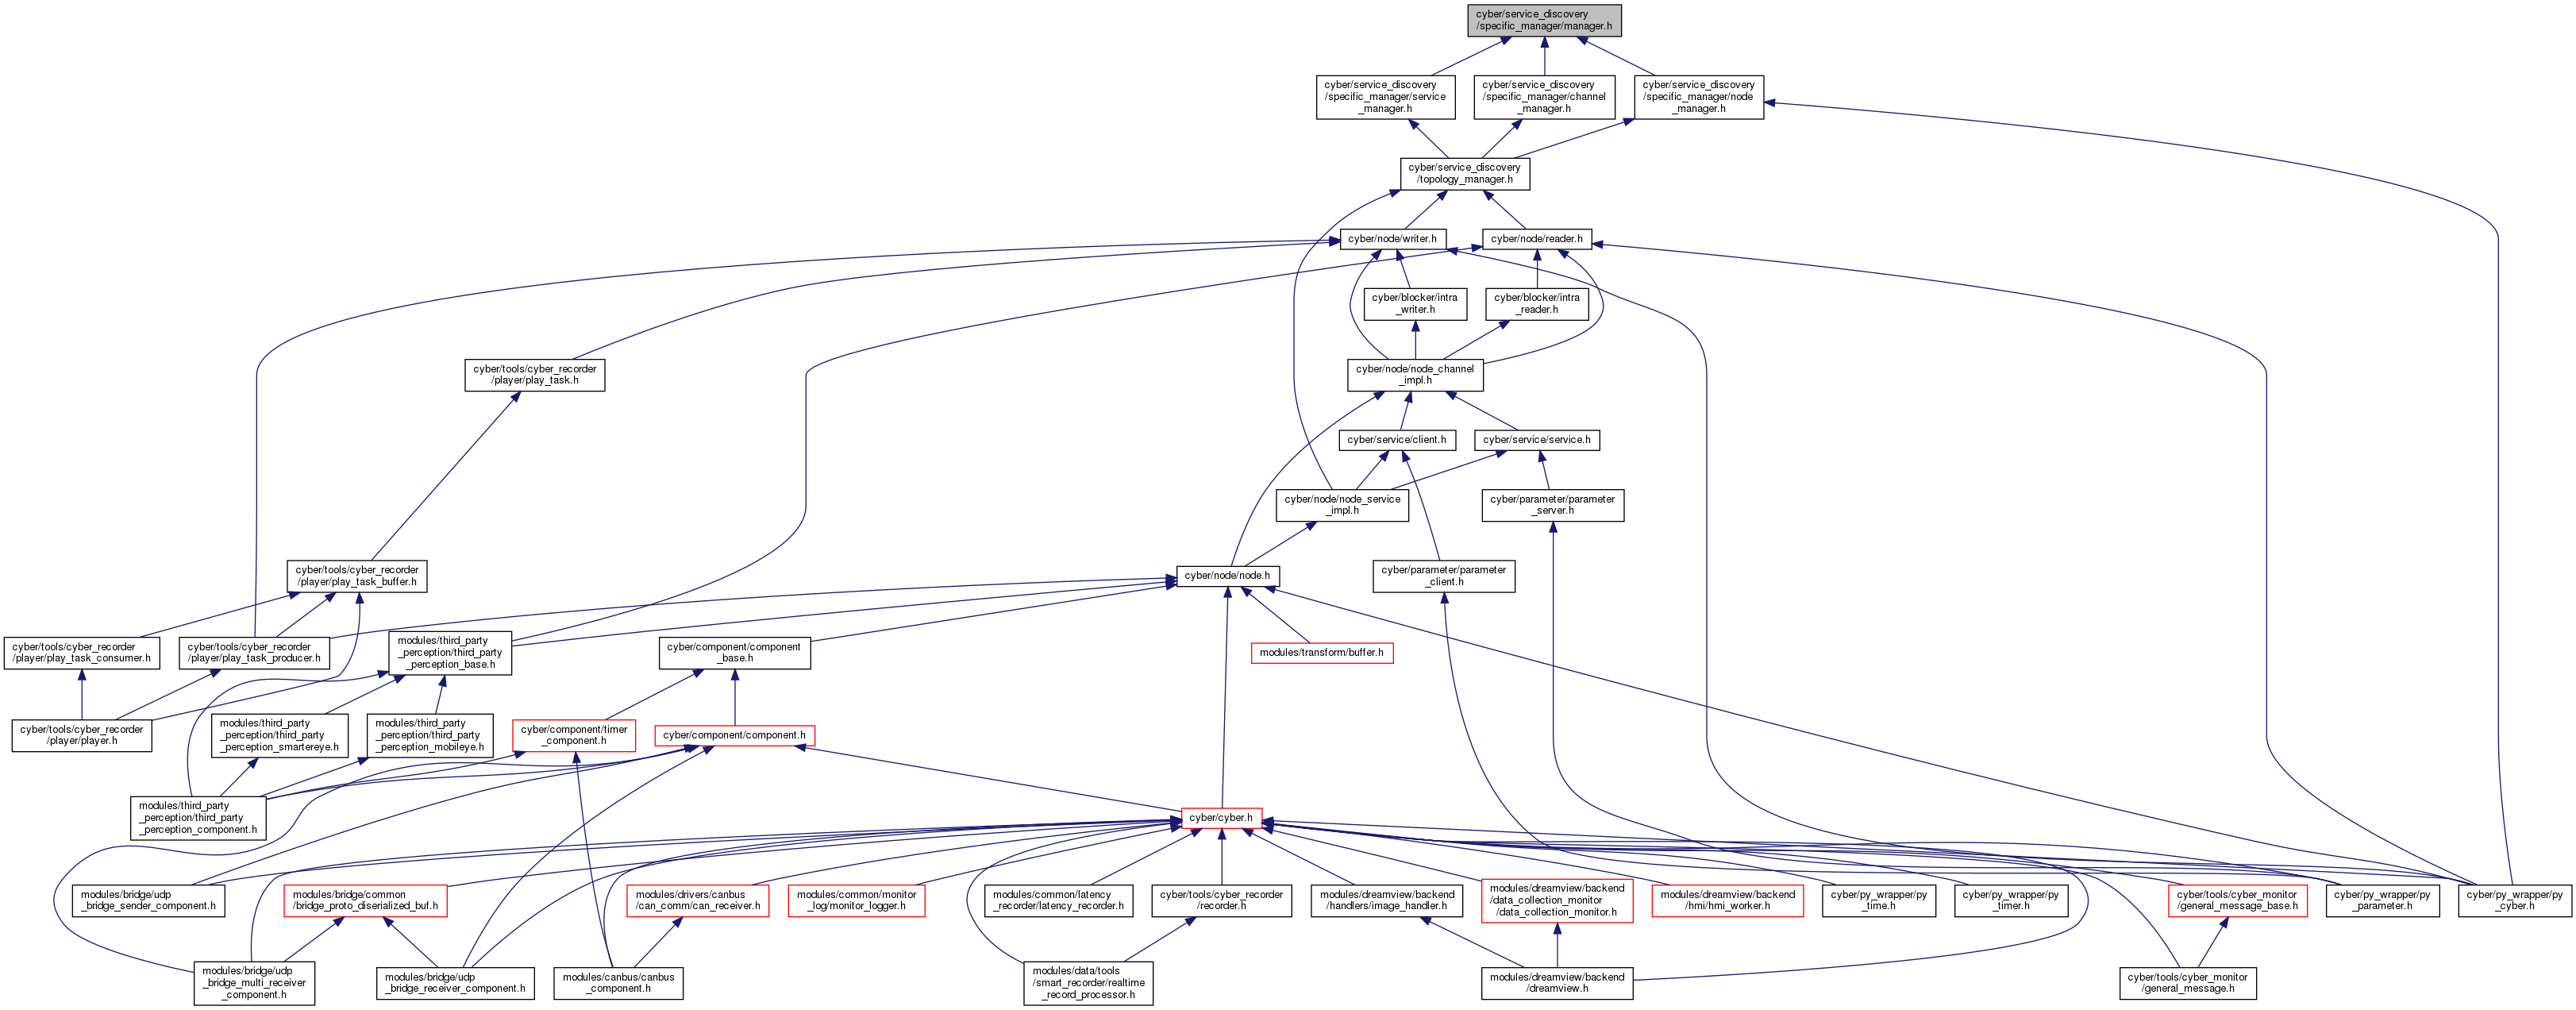 cyber/service_discovery
/specific_manager/manager.h
cyber/service_discovery
/specific_manager/service
_manager.h
cyber/service_discovery
/specific_manager/channel
_manager.h
cyber/service_discovery
/specific_manager/node
_manager.h
cyber/service_discovery
/topology_manager.h
cyber/node/writer.h
cyber/node/reader.h
cyber/blocker/intra
_writer.h
cyber/blocker/intra
_reader.h
cyber/tools/cyber_recorder
/player/play_task.h
cyber/node/node_channel
_impl.h
cyber/service/client.h
cyber/service/service.h
cyber/node/node_service
_impl.h
cyber/parameter/parameter
_server.h
cyber/tools/cyber_recorder
/player/play_task_buffer.h
cyber/node/node.h
cyber/parameter/parameter
_client.h
cyber/tools/cyber_recorder
/player/play_task_consumer.h
cyber/tools/cyber_recorder
/player/play_task_producer.h
modules/third_party
_perception/third_party
_perception_base.h
cyber/component/component
_base.h
modules/transform/buffer.h
cyber/tools/cyber_recorder
/player/player.h
modules/third_party
_perception/third_party
_perception_smartereye.h
modules/third_party
_perception/third_party
_perception_mobileye.h
cyber/component/timer
_component.h
cyber/component/component.h
modules/third_party
_perception/third_party
_perception_component.h
cyber/cyber.h
modules/bridge/udp
_bridge_sender_component.h
modules/bridge/common
/bridge_proto_diserialized_buf.h
modules/drivers/canbus
/can_comm/can_receiver.h
modules/common/monitor
_log/monitor_logger.h
modules/common/latency
_recorder/latency_recorder.h
cyber/tools/cyber_recorder
/recorder.h
modules/dreamview/backend
/handlers/image_handler.h
modules/dreamview/backend
/data_collection_monitor
/data_collection_monitor.h
modules/dreamview/backend
/hmi/hmi_worker.h
cyber/py_wrapper/py
_time.h
cyber/py_wrapper/py
_timer.h
cyber/tools/cyber_monitor
/general_message_base.h
cyber/py_wrapper/py
_parameter.h
cyber/py_wrapper/py
_cyber.h
modules/bridge/udp
_bridge_multi_receiver
_component.h
modules/bridge/udp
_bridge_receiver_component.h
modules/canbus/canbus
_component.h
modules/data/tools
/smart_recorder/realtime
_record_processor.h
modules/dreamview/backend
/dreamview.h
cyber/tools/cyber_monitor
/general_message.h